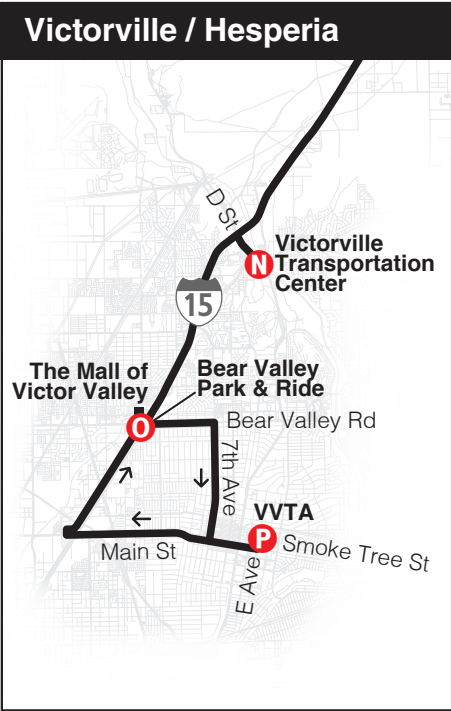 Victorville / Hesperia
D St
N
Victorville
Transportation
Center
15
The Mall of
Victor Valley
Bear Valley
Park & Ride
O
Bear Valley Rd
7th Ave
VVTA
P
Smoke Tree St
Main St
E Ave